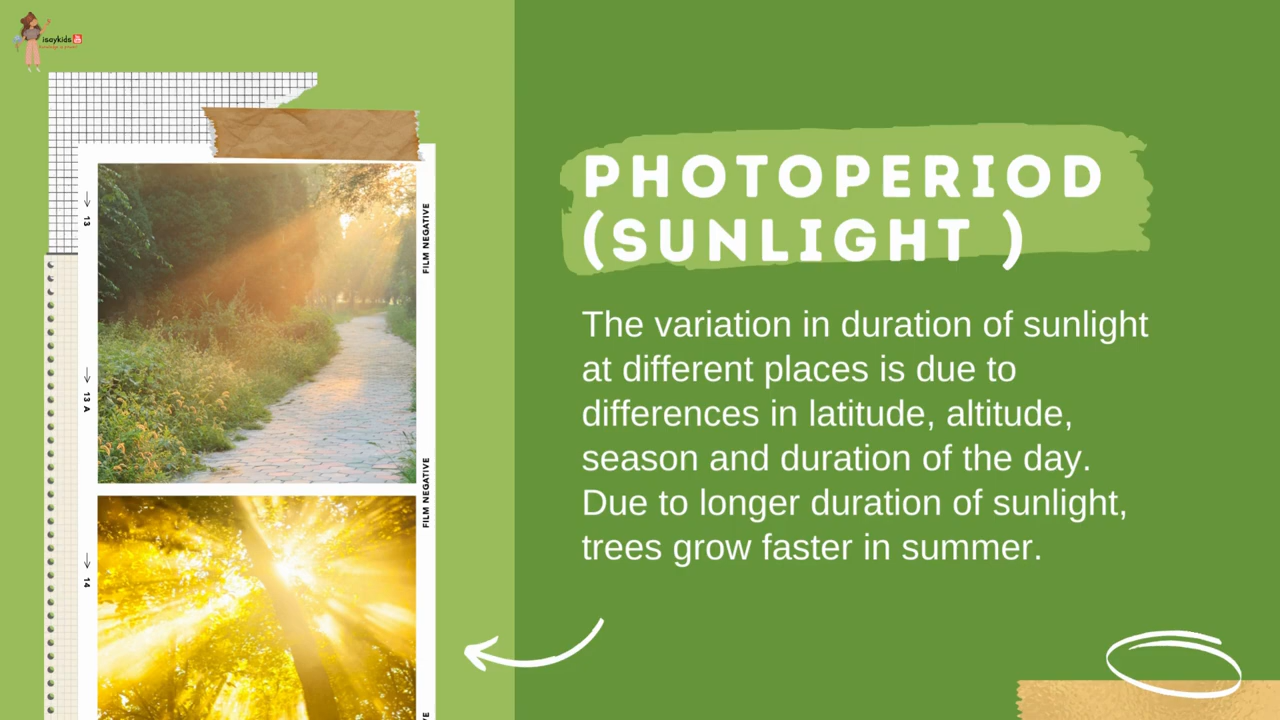 isaykids
PHOTOPERIOD
(SUNLIGHT )
The variation in duration of sunlight
at different places is due to
differences in latitude, altitude,
season and duration of the day.
Due to longer duration of sunlight,
trees grow faster in summer.
13
13 A
14
FILM NEGATIVE
FILM NEGATIVE